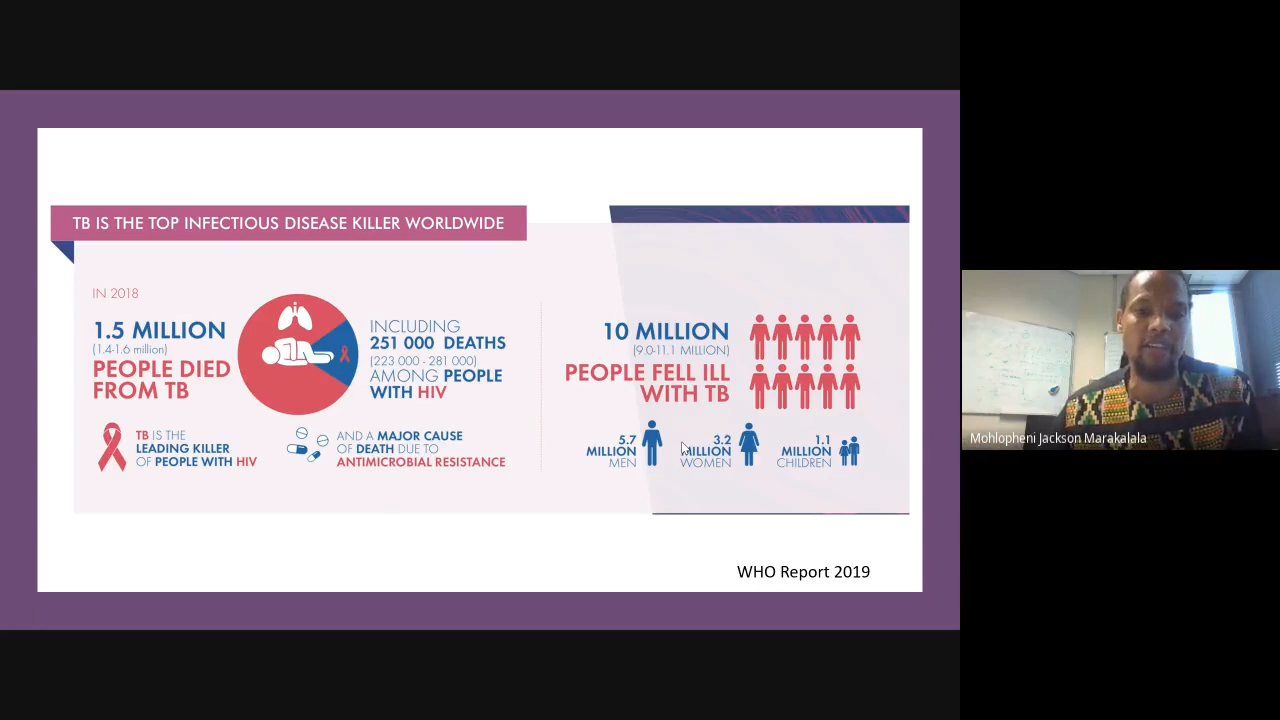 TB IS THE TOP INFECTIOUS DISEASE KILLER WORLDWIDE
IN 2018
1.5 MILLION
(1.4-1.6 million)
PEOPLE DIED
FROM TB
INCLUDING
251 000 DEATHS
(223 000 - 281 000)
AMONG PEOPLE
WITH HIV
TB IS THE
LEADING KILLER
OF PEOPLE WITH HIV
AND A MAJOR CAUSE
OF DEATH DUE TO
ANTIMICROBIAL RESISTANCE
10 MILLION
(9.0-11.1 MILLION)
PEOPLE FELL ILL
WITH TB
5.7
MILLION
MEN
3.2
MILLION
WOMEN
1.1
MILLION
CHILDREN
WHO Report 2019
Mohlopheni Jackson Marakalala